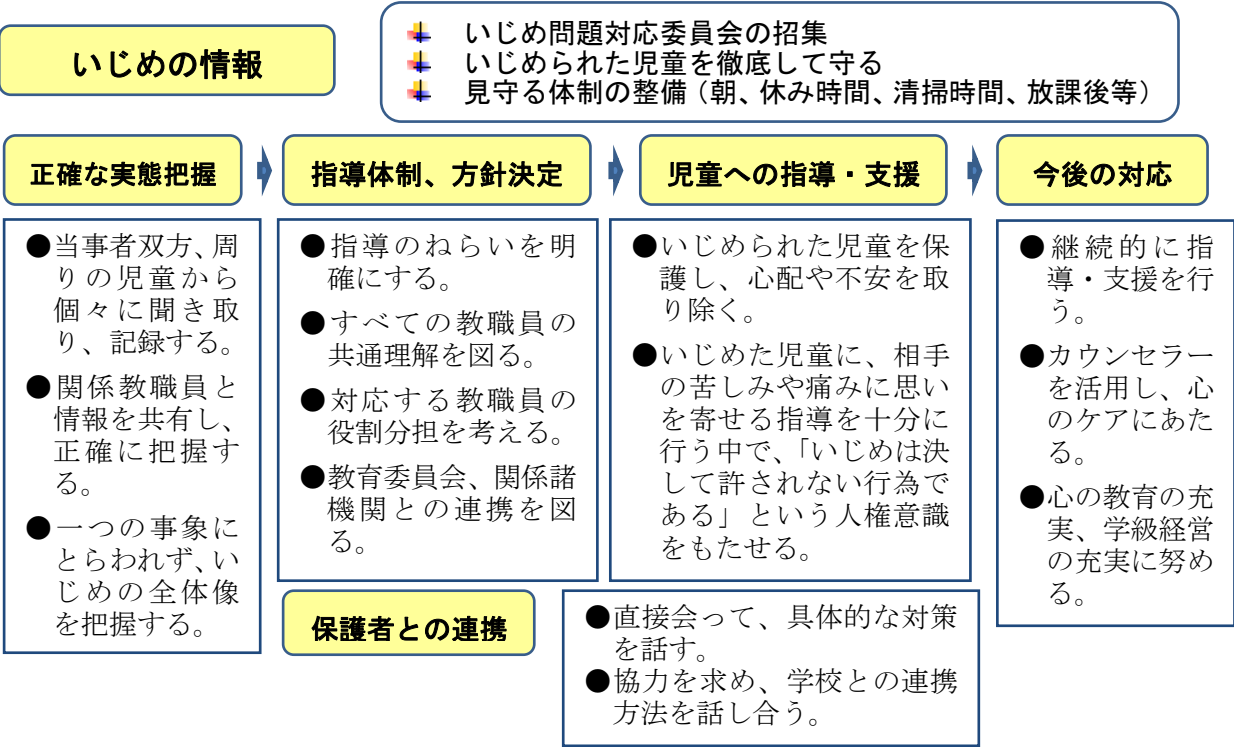 いじめの情報
いじめ問題対応委員会の招集
いじめられた児童を徹底して守る
見守る体制の整備（朝、休み時間、清掃時間、放課後等）
正確な実態把握
●当事者双方、周
りの児童から
個々に聞き取
り、記録する。
●関係教職員と
情報を共有し、
正確に把握す
る。
●一つの事象に
とらわれず、い
じめの全体像
を把握する。
指導体制、方針決定
●指導のねらいを明
確にする。
●すべての教職員の
共通理解を図る。
●対応する教職員の
役割分担を考える。
●教育委員会、関係諸
機関との連携を図
る。
児童への指導・支援
●いじめられた児童を保
護し、心配や不安を取
り除く。
●いじめた児童に、相手
の苦しみや痛みに思い
を寄せる指導を十分に
行う中で、「いじめは決
して許されない行為で
ある」という人権意識
をもたせる。
今後の対応
●継続的に指
導・支援を行
う。
●カウンセラー
を活用し、心
のケアにあた
る。
●心の教育の充
実、学級経営
の充実に努め
る。
保護者との連携
●直接会って、具体的な対策
を話す。
●協力を求め、学校との連携
方法を話し合う。